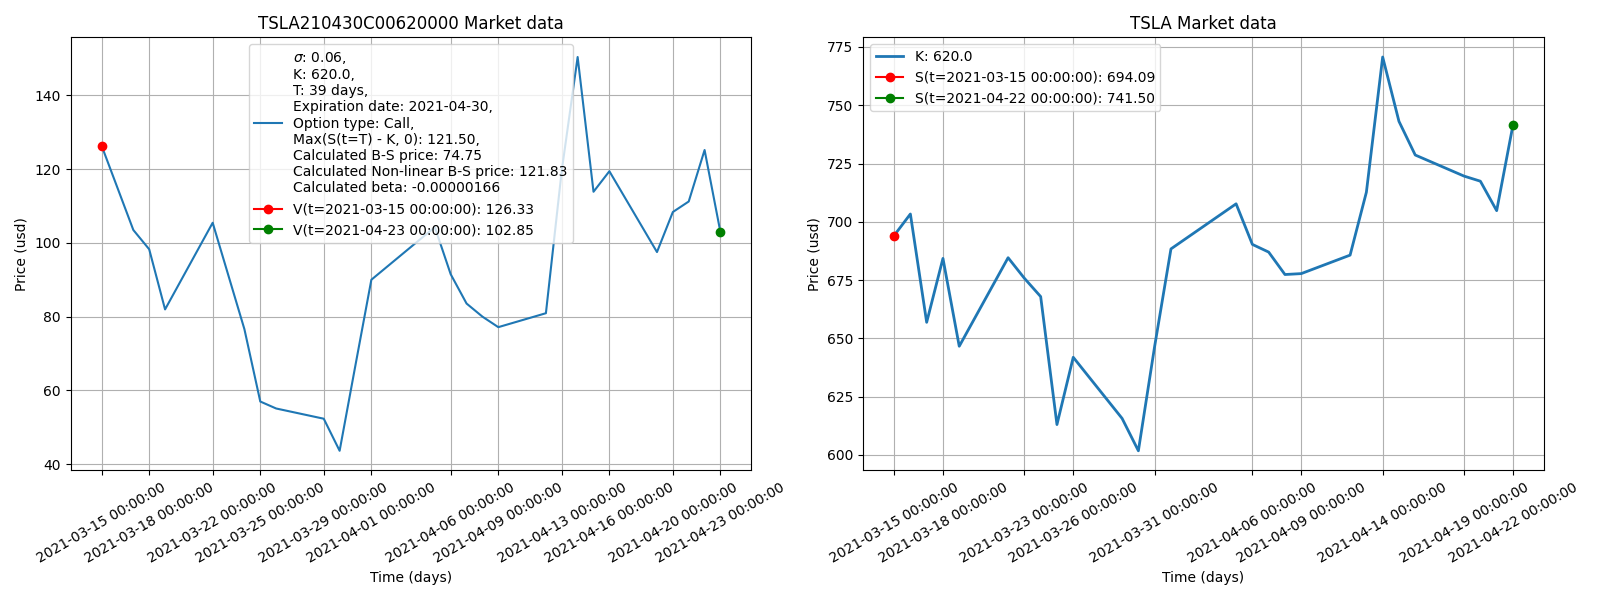 TSLA210430C00620000 Market data
Price (usd)
140
120
100
80
60
40
σ: 0.06,
K: 620.0,
T: 39 days,
Expiration date: 2021-04-30,
Option type: Call,
Max(S(t=T) - K, 0): 121.50,
Calculated B-S price: 74.75
Calculated Non-linear B-S price: 121.83
Calculated beta: -0.00000166
V(t=2021-03-15 00:00:00): 126.33
V(t=2021-04-23 00:00:00): 102.85
2021-03-15 00:00:00
2021-03-18 00:00:00
2021-03-22 00:00:00
2021-03-25 00:00:00
2021-03-29 00:00:00
2021-04-01 00:00:00
2021-04-06 00:00:00
2021-04-09 00:00:00
2021-04-13 00:00:00
2021-04-16 00:00:00
2021-04-20 00:00:00
2021-04-23 00:00:00
Time (days)
TSLA Market data
Price (usd)
775
750
725
700
675
650
625
600
K: 620.0
S(t=2021-03-15 00:00:00): 694.09
S(t=2021-04-22 00:00:00): 741.50
2021-03-15 00:00:00
2021-03-18 00:00:00
2021-03-23 00:00:00
2021-03-26 00:00:00
2021-03-31 00:00:00
2021-04-06 00:00:00
2021-04-09 00:00:00
2021-04-14 00:00:00
2021-04-19 00:00:00
2021-04-22 00:00:00
Time (days)